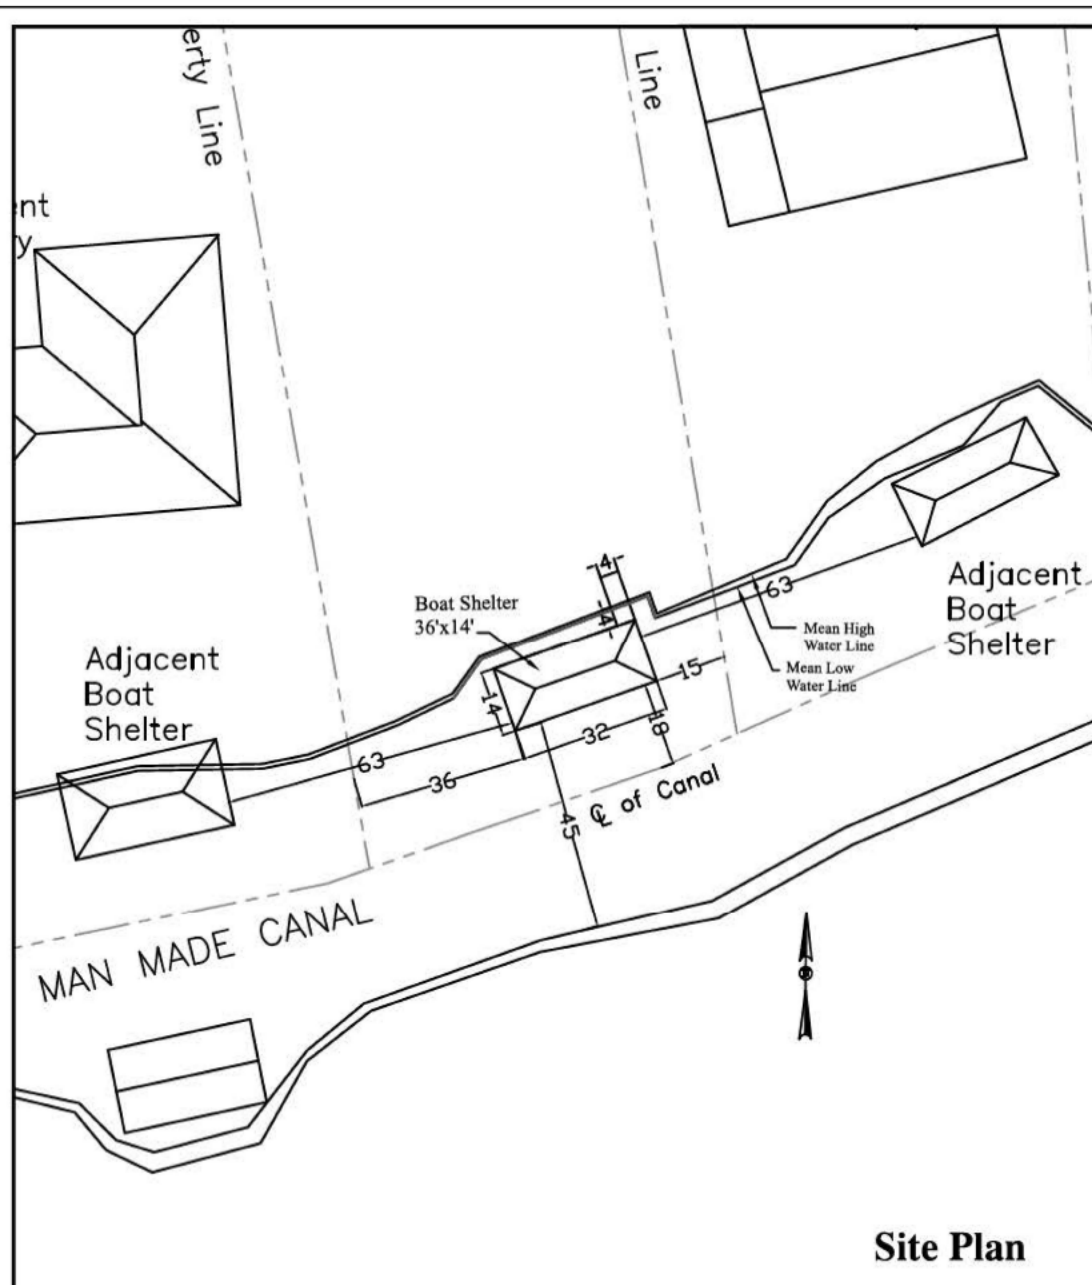 erty Line
Line
nt
y
4
4
Boat Shelter
36'x14'
63
Adjacent
Boat
Shelter
Mean High
Water Line
Mean Low
Water Line
Adjacent
Boat
Shelter
14
15
32
18
63
36
45
℄ of Canal
MAN MADE CANAL
Site Plan